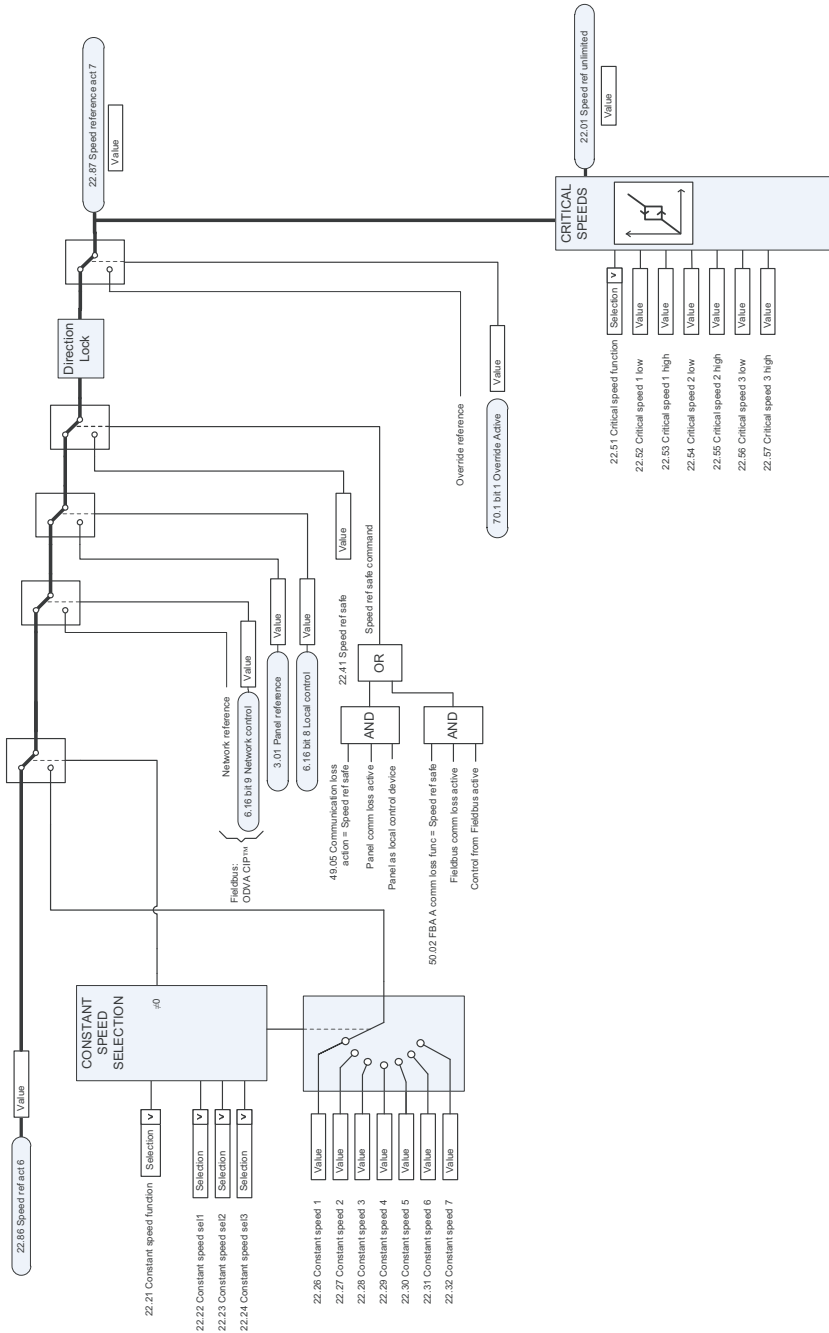 22.86 Speed ref act 6
Value
22.21 Constant speed function
Selection
v
22.22 Constant speed sel1
Selection
v
22.23 Constant speed sel2
Selection
v
22.24 Constant speed sel3
Selection
v
CONSTANT
SPEED
SELECTION
≠0
22.26 Constant speed 1
Value
22.27 Constant speed 2
Value
22.28 Constant speed 3
Value
22.29 Constant speed 4
Value
22.30 Constant speed 5
Value
22.31 Constant speed 6
Value
22.32 Constant speed 7
Value
Network reference
Fieldbus:
ODVA CIP™
6.16 bit 9 Network control
Value
3.01 Panel reference
Value
6.16 bit 8 Local control
Value
22.41 Speed ref safe
Value
49.05 Communication loss
action = Speed ref safe
Panel comm loss active
Panel as local control device
AND
OR
Speed ref safe command
50.02 FBA A comm loss func = Speed ref safe
Fieldbus comm loss active
Control from Fieldbus active
AND
Direction
Lock
Override reference
70.1 bit 1 Override Active
Value
22.87 Speed reference act 7
Value
22.51 Critical speed function
Selection
v
22.52 Critical speed 1 low
Value
22.53 Critical speed 1 high
Value
22.54 Critical speed 2 low
Value
22.55 Critical speed 2 high
Value
22.56 Critical speed 3 low
Value
22.57 Critical speed 3 high
Value
CRITICAL
SPEEDS
22.01 Speed ref unlimited
Value